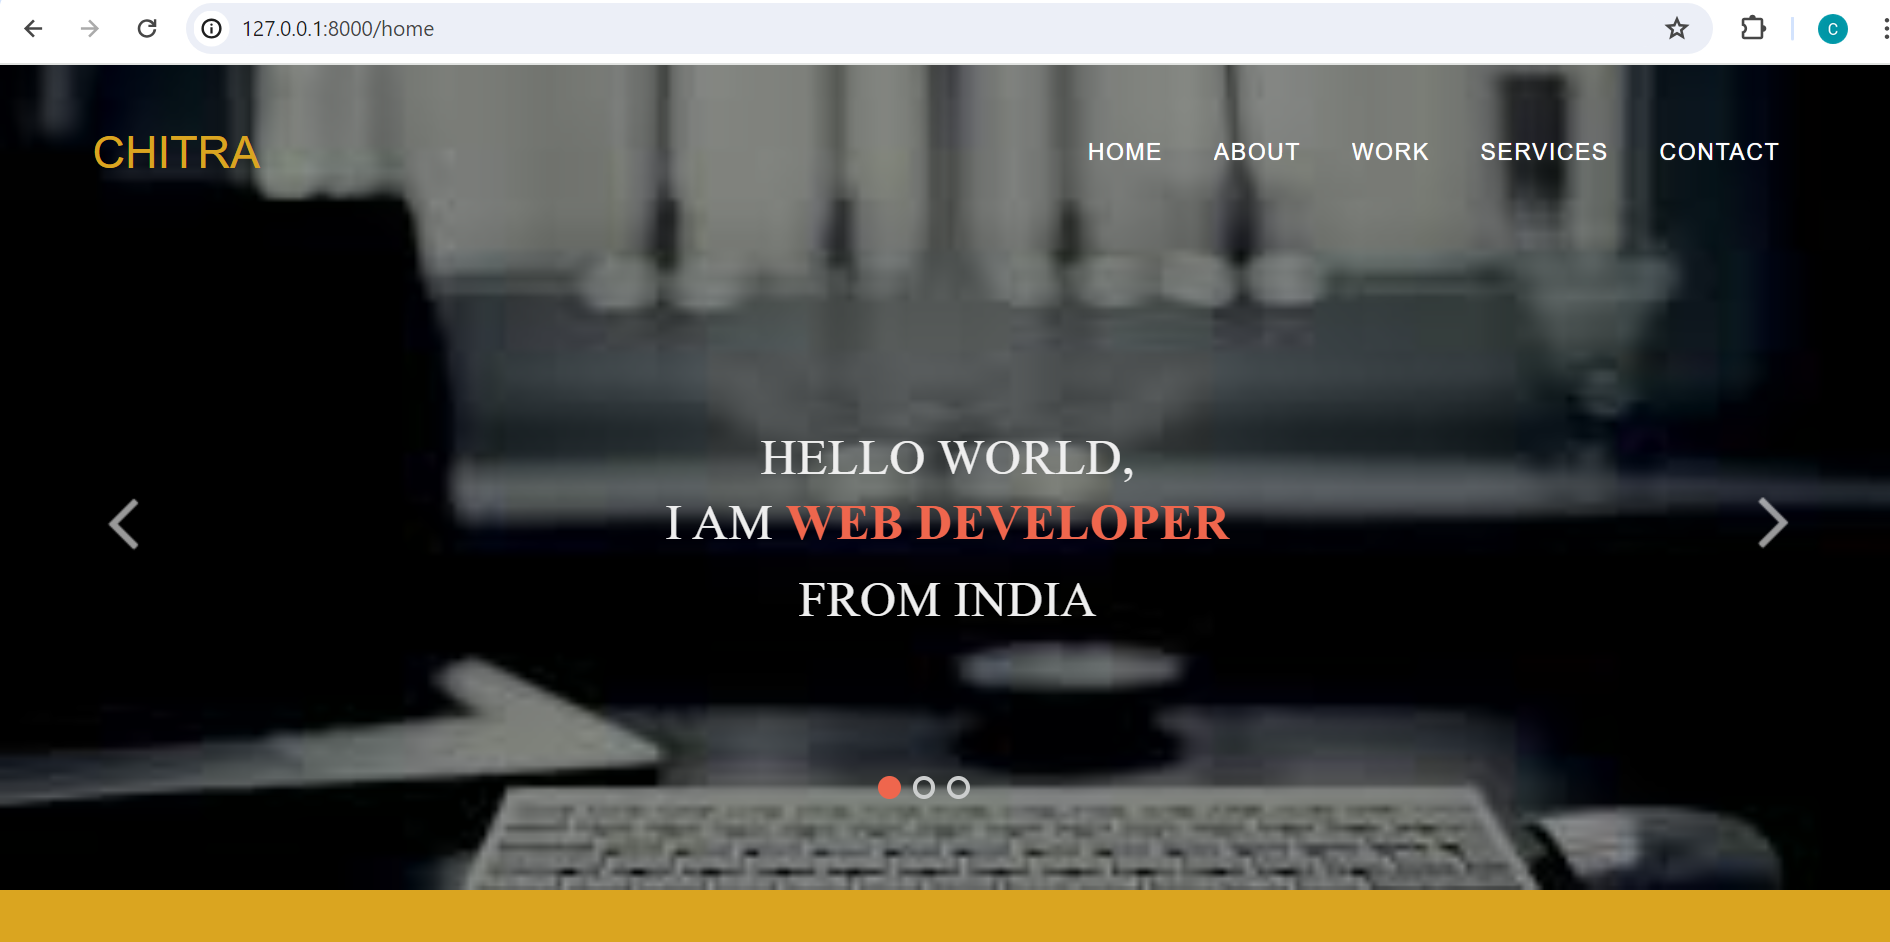 127.0.0.1:8000/home
C
CHITRA
HOME ABOUT WORK SERVICES CONTACT
HELLO WORLD,
I AM WEB DEVELOPER
FROM INDIA